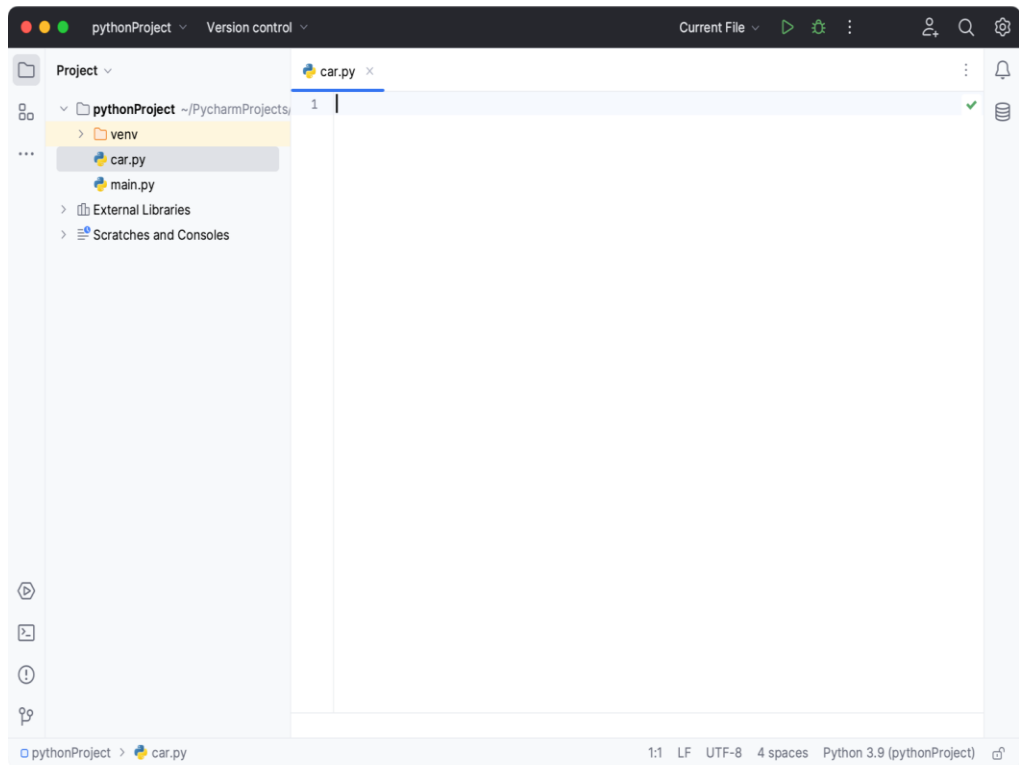 pythonProject Version control Current File
Project
car.py
pythonProject ~/PycharmProjects/
venv
car.py
main.py
External Libraries
Scratches and Consoles
1
pythonProject > car.py 1:1 LF UTF-8 4 spaces Python 3.9 (pythonProject)